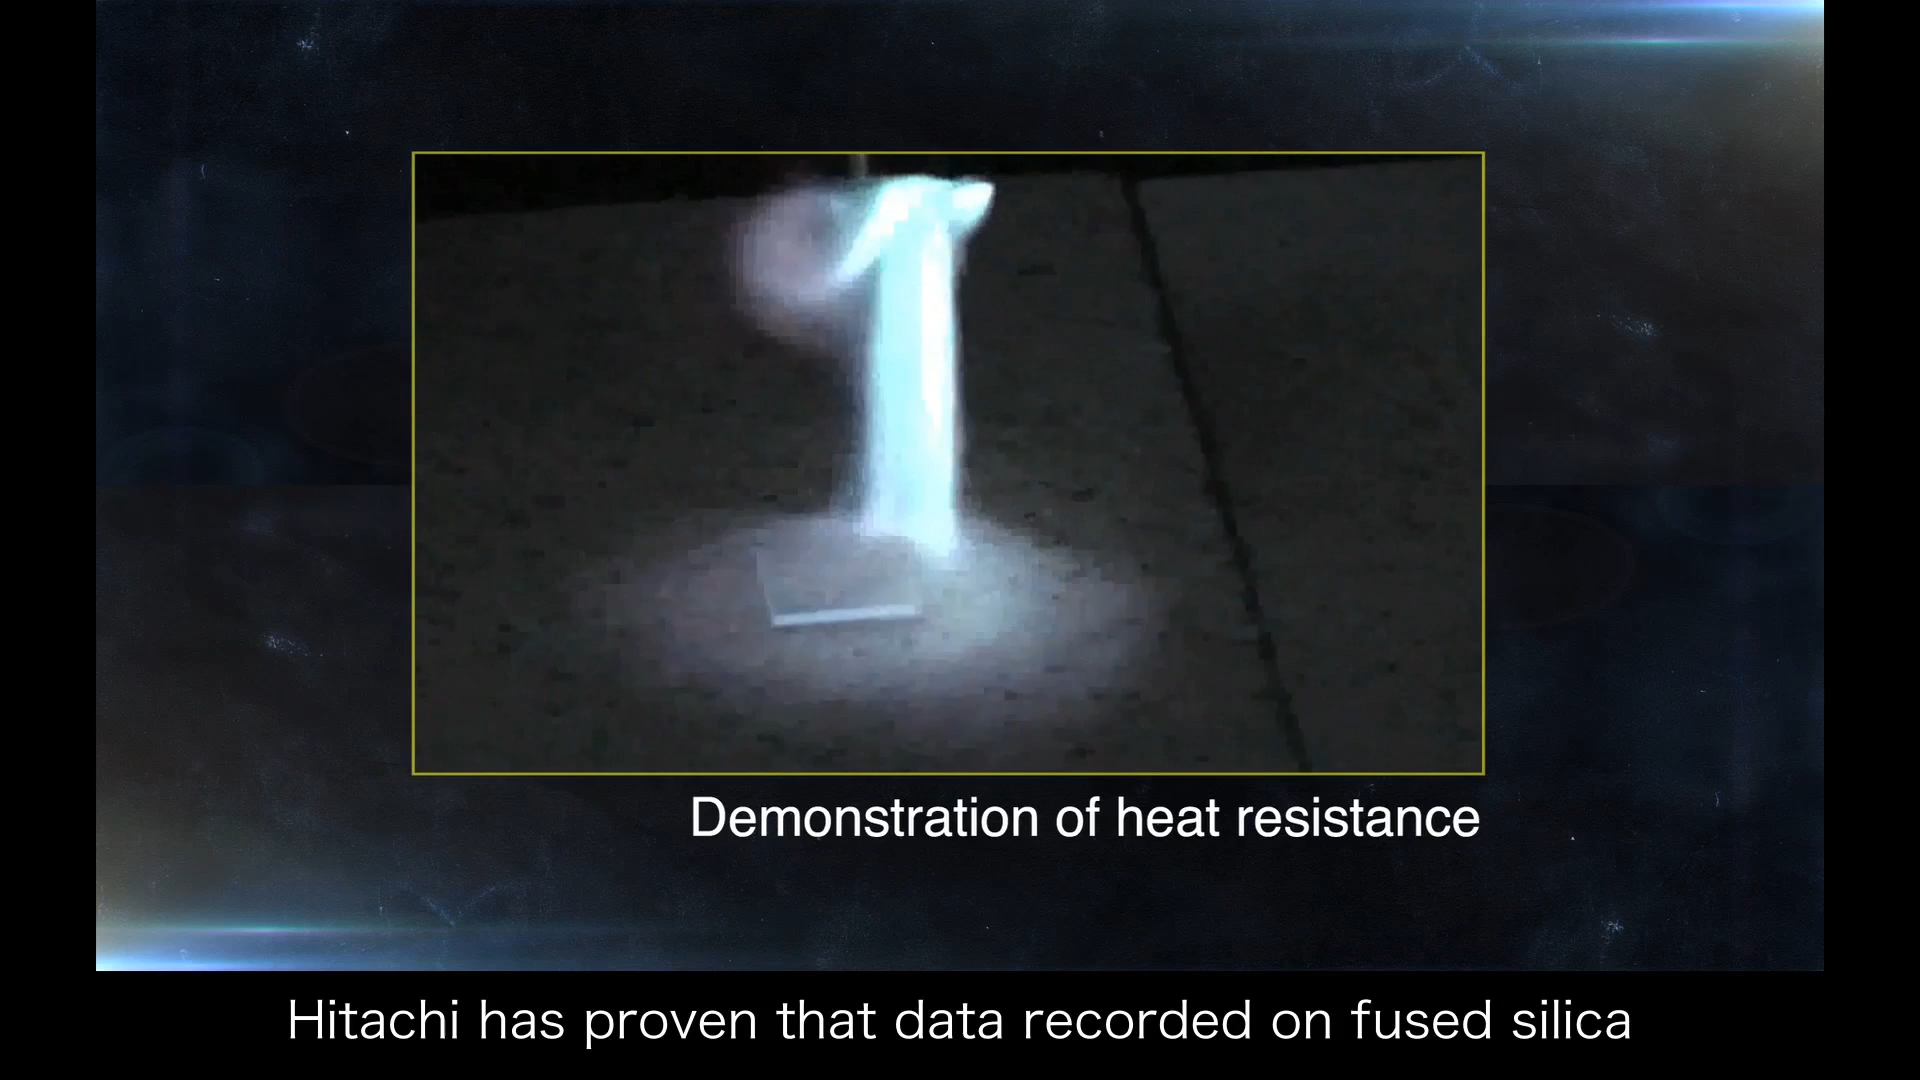 Demonstration of heat resistance
Hitachi has proven that data recorded on fused silica